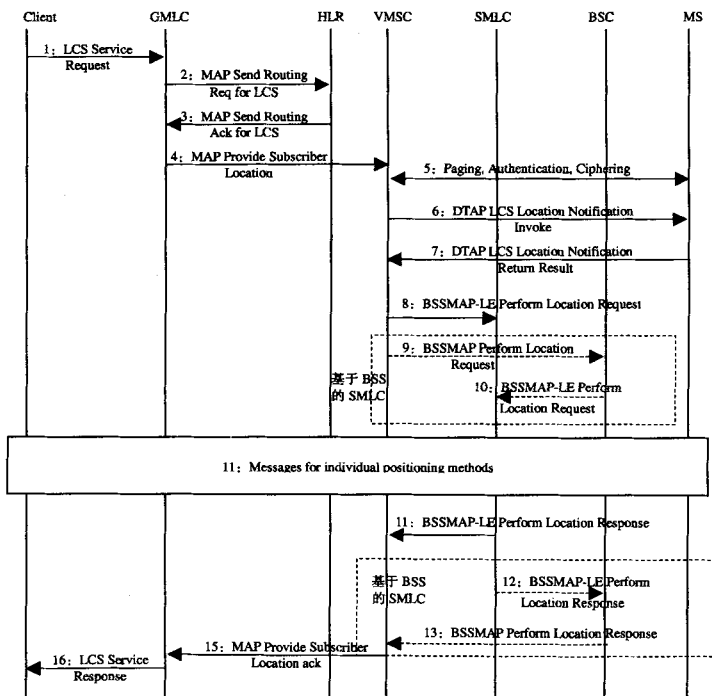 Client GMLC HLR VMSC SMLC BSC MS
1：LCS Service
Request
2：MAP Send Routing
Req for LCS
3：MAP Send Routing
Ack for LCS
4：MAP Provide Subscriber
Location
5：Paging, Authentication, Ciphering
6：DTAP LCS Location Notification
Invoke
7：DTAP LCS Location Notification
Return Result
8：BSSMAP-LE Perform Location Request
9：BSSMAP Perform Location
Request
基于 BSS
的 SMLC
10：BSSMAP-LE Perform
Location Request
11：Messages for individual positioning methods
11：BSSMAP-LE Perform Location Response
基于 BSS
的 SMLC
12：BSSMAP-LE Perform
Location Response
13：BSSMAP Perform Location Response
15：MAP Provide Subscriber
Location ack
16：LCS Service
Response